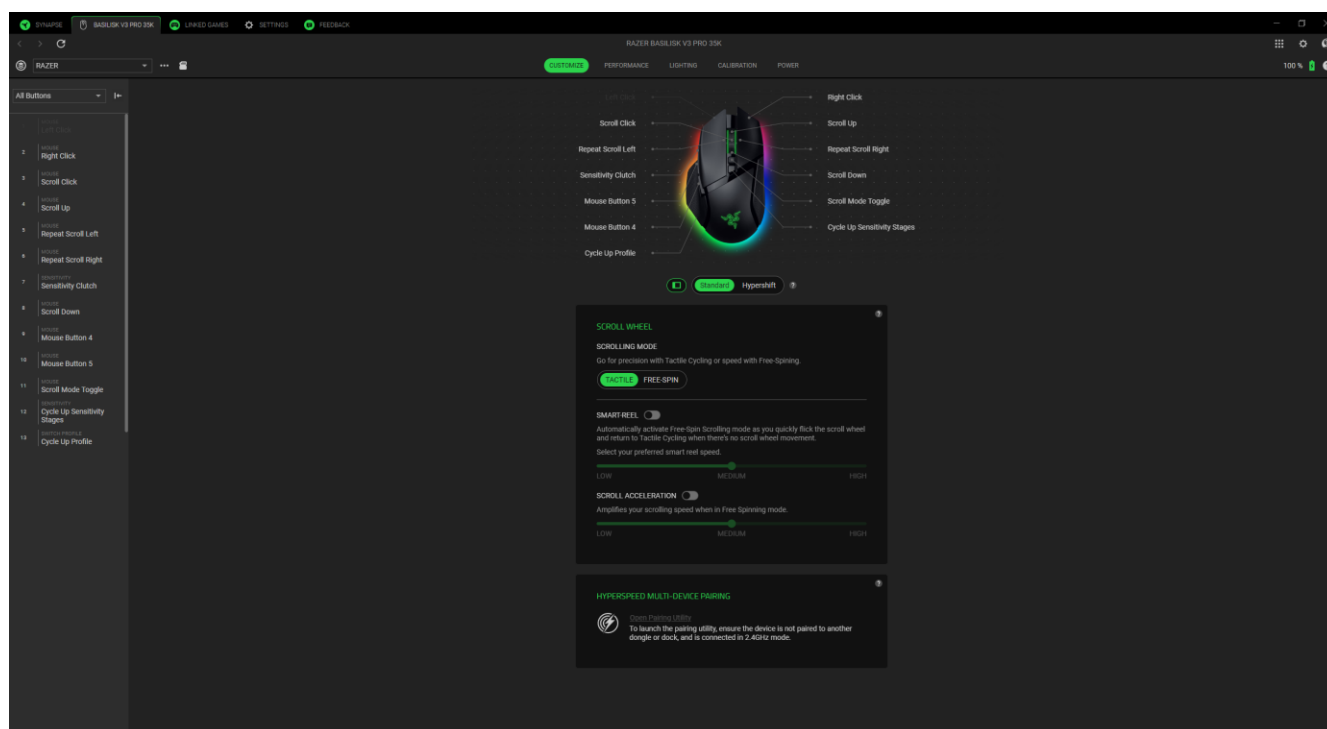 SYNAPSE BASILISK V3 PRO 35K LINKED GAMES SETTINGS FEEDBACK
RAZER BASILISK V3 PRO 35K
RAZER
CUSTOMIZE PERFORMANCE LIGHTING CALIBRATION POWER
100 %
All Buttons
Left Click
2 MOUSE
Right Click
3 MOUSE
Scroll Click
4 MOUSE
Scroll Up
5 MOUSE
Repeat Scroll Left
6 MOUSE
Repeat Scroll Right
7 SENSITIVITY
Sensitivity Clutch
8 MOUSE
Scroll Down
9 MOUSE
Mouse Button 4
10 MOUSE
Mouse Button 5
11 MOUSE
Scroll Mode Toggle
12 SENSITIVITY
Cycle Up Sensitivity
Stages
13 SWITCH PROFILE
Cycle Up Profile
Left Click
Right Click
Scroll Click
Scroll Up
Repeat Scroll Left
Repeat Scroll Right
Sensitivity Clutch
Scroll Down
Mouse Button 5
Scroll Mode Toggle
Mouse Button 4
Cycle Up Sensitivity Stages
Cycle Up Profile
Standard Hypershift ?
SCROLL WHEEL
SCROLLING MODE
Go for precision with Tactile Cycling or speed with Free-Spining.
TACTILE FREE-SPIN
SMART-REEL
Automatically activate Free-Spin Scrolling mode as you quickly flick the scroll wheel
and return to Tactile Cycling when there's no scroll wheel movement.
Select your preferred smart reel speed.
LOW MEDIUM HIGH
SCROLL ACCELERATION
Amplifies your scrolling speed when in Free Spinning mode.
LOW MEDIUM HIGH
HYPERSPEED MULTI-DEVICE PAIRING
Open Pairing Utility
To launch the pairing utility, ensure the device is not paired to another
dongle or dock, and is connected in 2.4GHz mode.